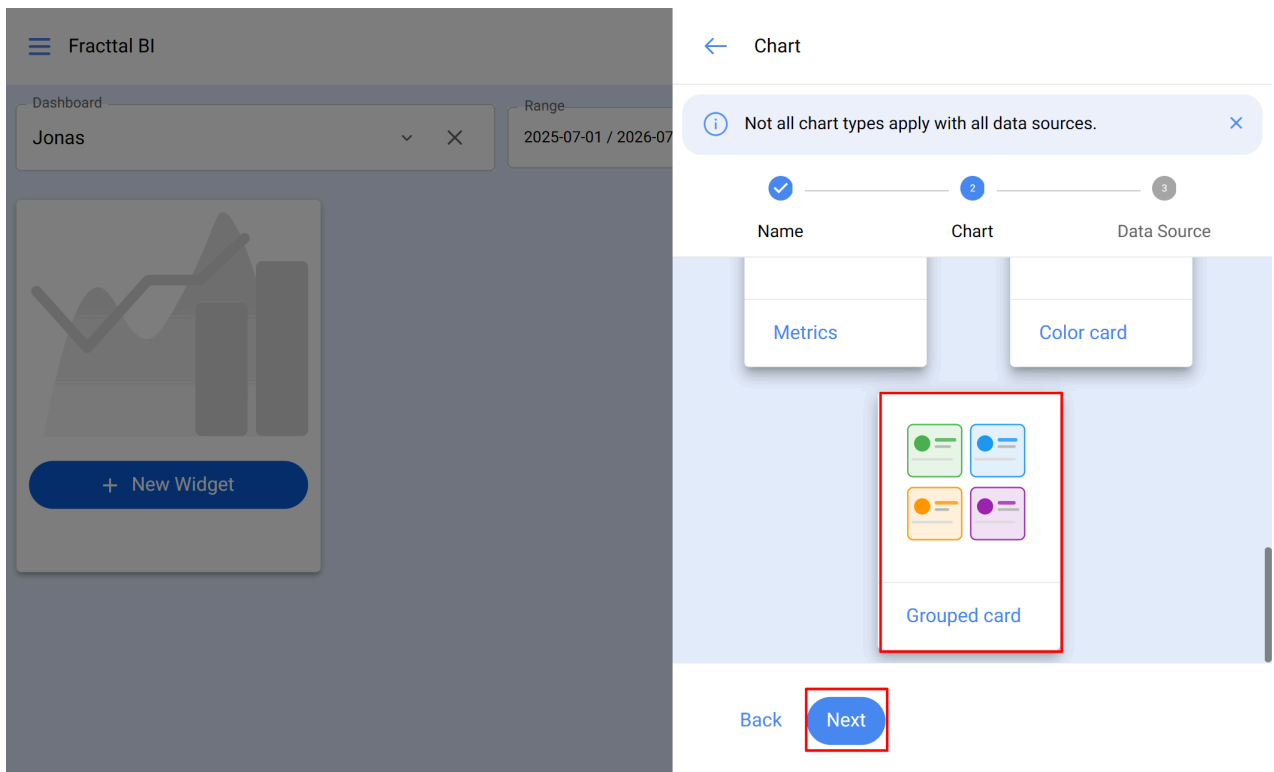 Fracttal BI
Dashboard
Jonas
Range
2025-07-01 / 2026-07
New Widget
Chart
Not all chart types apply with all data sources.
2
3
Name
Chart
Data Source
Metrics
Color card
Grouped card
Back
Next